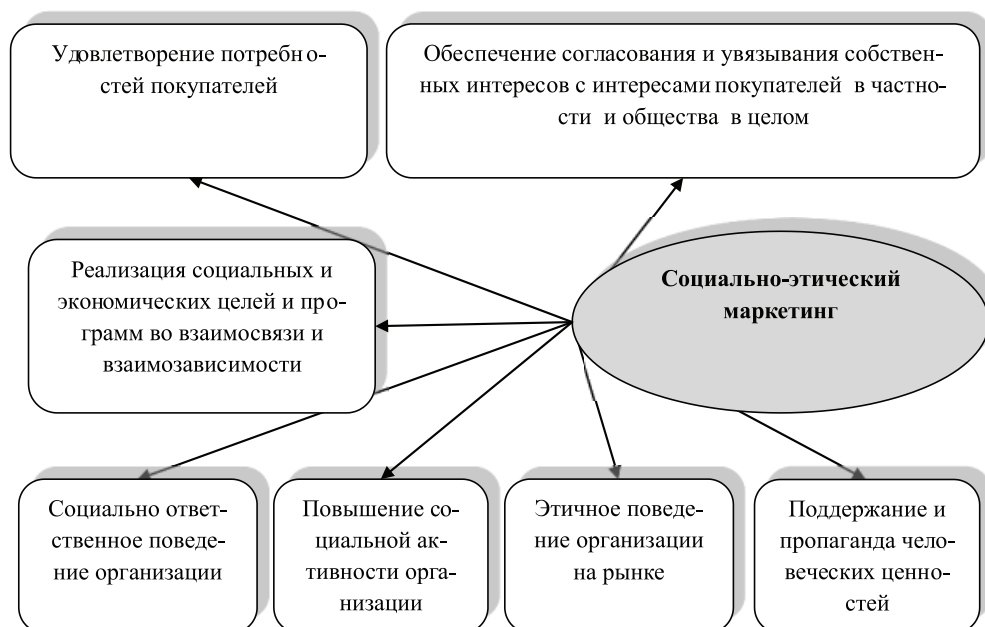 Удовлетворение потребно-
стей покупателей
Обеспечение согласования и увязывания собствен-
ных интересов с интересами покупателей в частно-
сти и общества в целом
Реализация социальных и
экономических целей и про-
грамм во взаимосвязи и
взаимозависимости
Социально-этический
маркетинг
Социально ответ-
ственное поведе-
ние организации
Повышение со-
циальной ак-
тивности орга-
низации
Этичное поведе-
ние организации
на рынке
Поддержание и
пропаганда чело-
веческих ценно-
стей